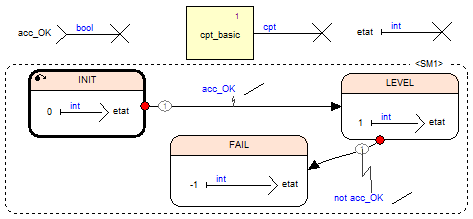 acc_OK bool
1
cpt_basic
cpt
int
etat int
<SM1>
INIT
0 int etat
1
acc_OK
LEVEL
1 int etat
1
not acc_OK
FAIL
-1 int etat